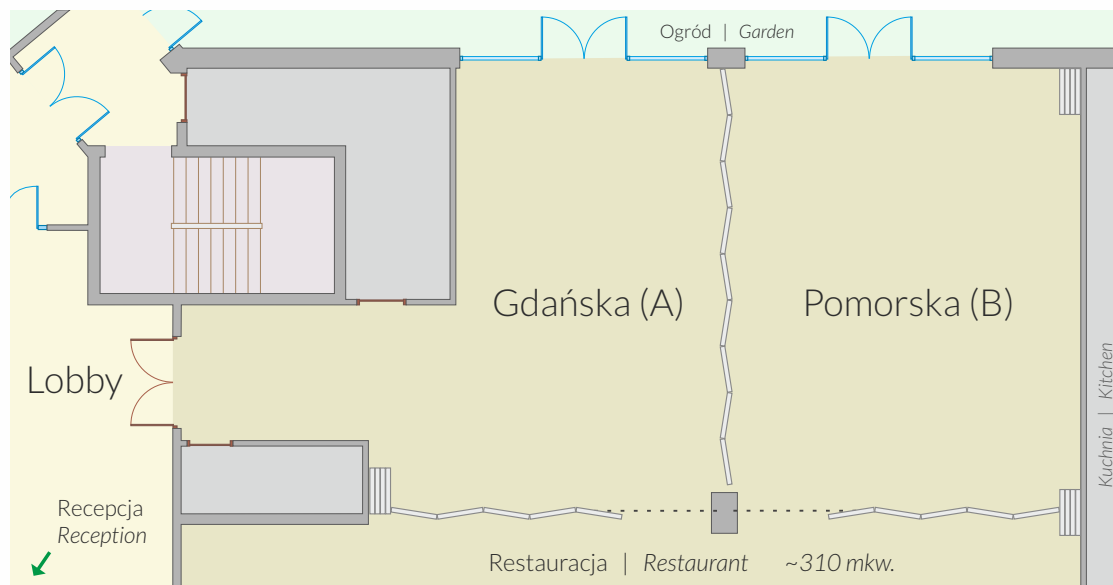 Ogród | Garden
Gdańska (A)
Pomorska (B)
Lobby
Kuchnia | Kitchen
Recepcja
Reception
Restauracja | Restaurant ~310 mkw.